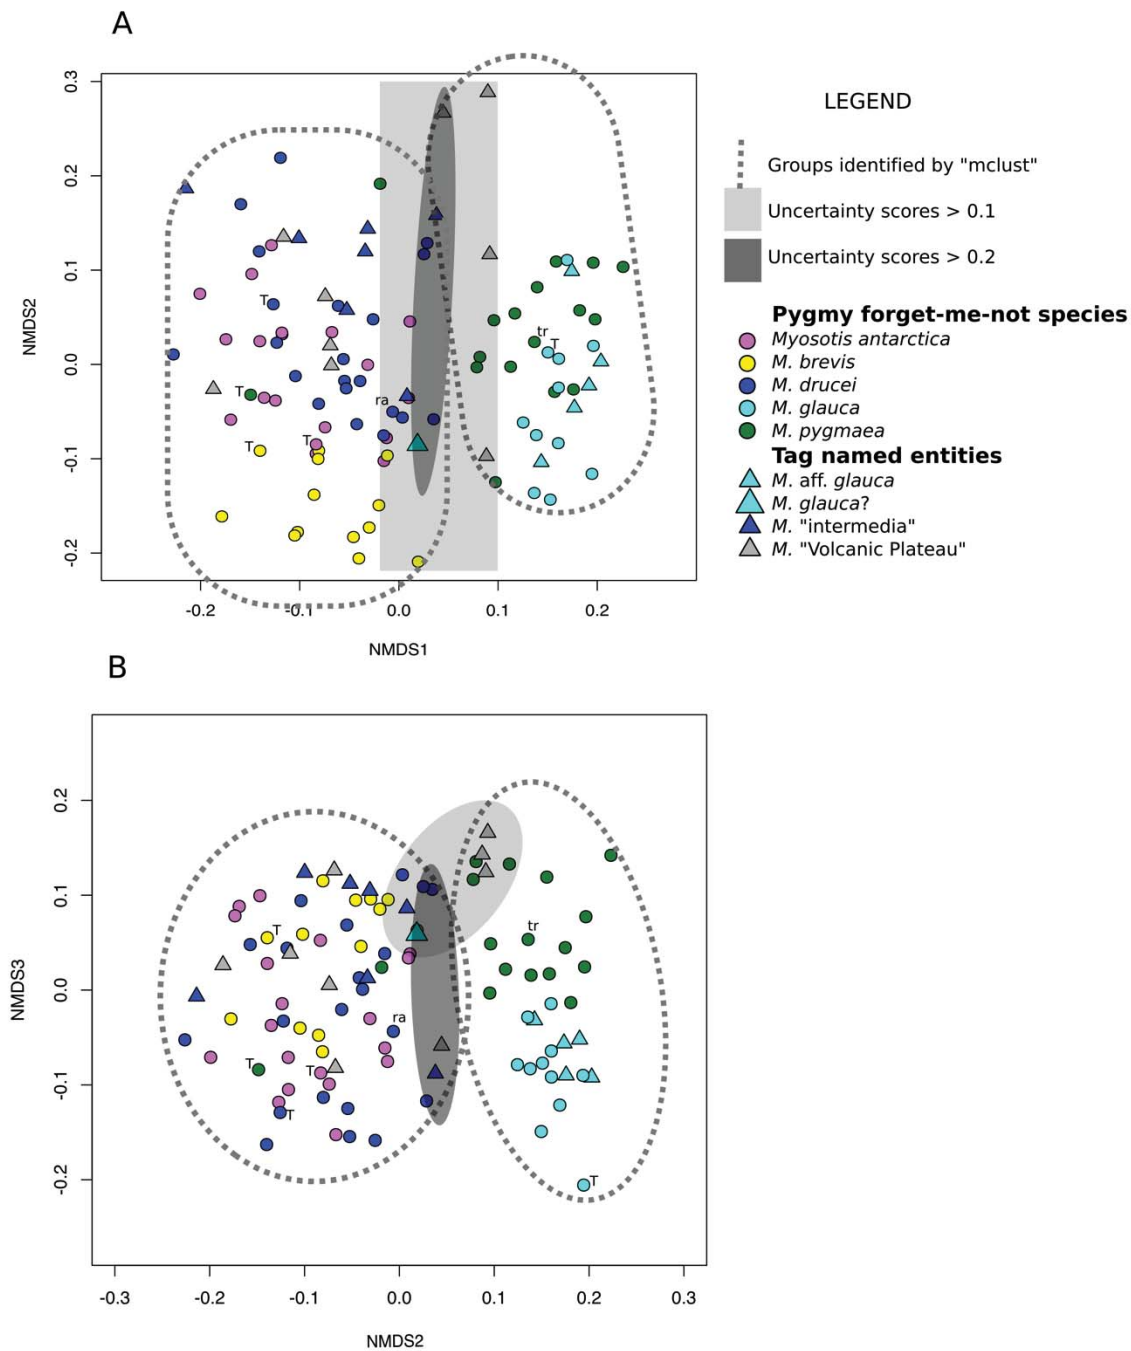 A
0.3
0.2
0.1
0.0
-0.1
-0.2
NMDS2
T
T
T
T
ra
tr
T
-0.2
-0.1
0.0
0.1
0.2
NMDS1
LEGEND
Groups identified by "mclust"
Uncertainty scores > 0.1
Uncertainty scores > 0.2
Pygmy forget-me-not species
Myosotis antarctica
M. brevis
M. drucei
M. glauca
M. pygmaea
Tag named entities
M. aff. glauca
M. glauca?
M. "intermedia"
M. "Volcanic Plateau"
B
0.2
0.1
0.0
-0.1
-0.2
NMDS3
T
tr
ra
T
T
T
T
-0.3
-0.2
-0.1
0.0
0.1
0.2
0.3
NMDS2